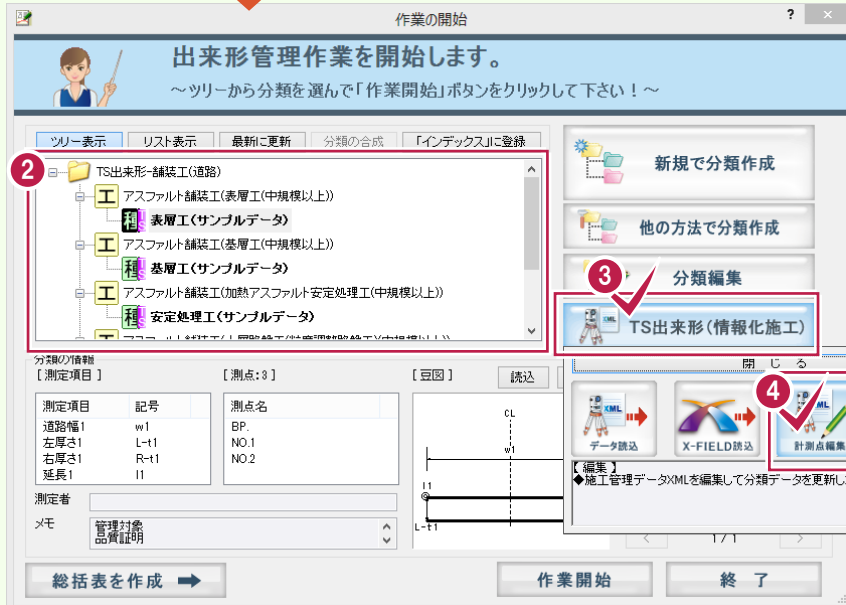 作業の開始
? ×
出来形管理作業を開始します。
～ツリーから分類を選んで「作業開始」ボタンをクリックして下さい！～
ツリー表示 リスト表示 最新に更新 分類の合成 「インデックス」に登録
2
TS出来形-舗装工(道路)
工 アスファルト舗装工(表層工(中規模以上))
種 表層工(サンプルデータ)
工 アスファルト舗装工(基層工(中規模以上))
種 基層工(サンプルデータ)
工 アスファルト舗装工(加熱アスファルト安定処理工(中規模以上))
種 安定処理工(サンプルデータ)
新規で分類作成
他の方法で分類作成
3
分類編集
XML TS出来形(情報化施工)
閉じる
4
XML データ読込
X-FIELD読込
XML 計測点編集
【編集】
◆施工管理データXMLを編集して分類データを更新し
分類の情報
[測定項目] [測点:3] [豆図] 読込
測定項目 記号
道路幅1 w1
左厚さ1 L-t1
右厚さ1 R-t1
延長1 l1
測点名
BP.
NO.1
NO.2
CL
w1
l1
L-t1
測定者
メモ 管理対象
品質証明
< 1/1 >
総括表を作成
作業開始 終了